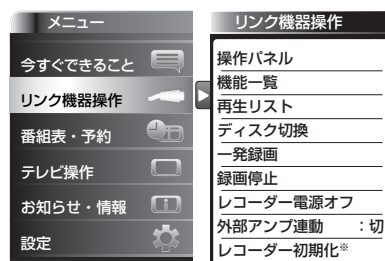 メニュー
今すぐできること
リンク機器操作
番組表・予約
テレビ操作
お知らせ・情報
設定
リンク機器操作
操作パネル
機能一覧
再生リスト
ディスク切換
一発録画
録画停止
レコーダー電源オフ
外部アンプ連動　：切
レコーダー初期化※